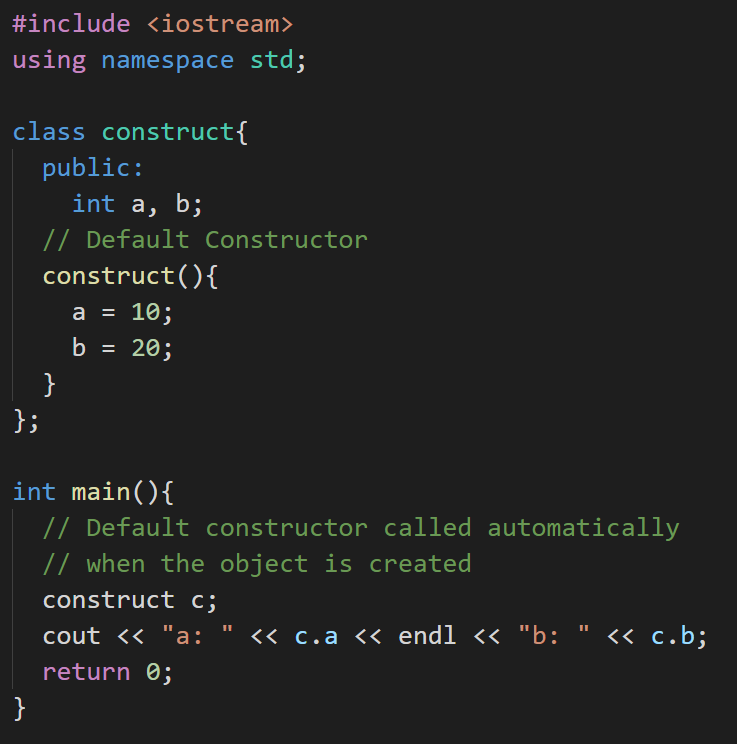 #include <iostream>
using namespace std;

class construct{
  public:
    int a, b;
  // Default Constructor
  construct(){
    a = 10;
    b = 20;
  }
};

int main(){
  // Default constructor called automatically
  // when the object is created
  construct c;
  cout << "a: " << c.a << endl << "b: " << c.b;
  return 0;
}